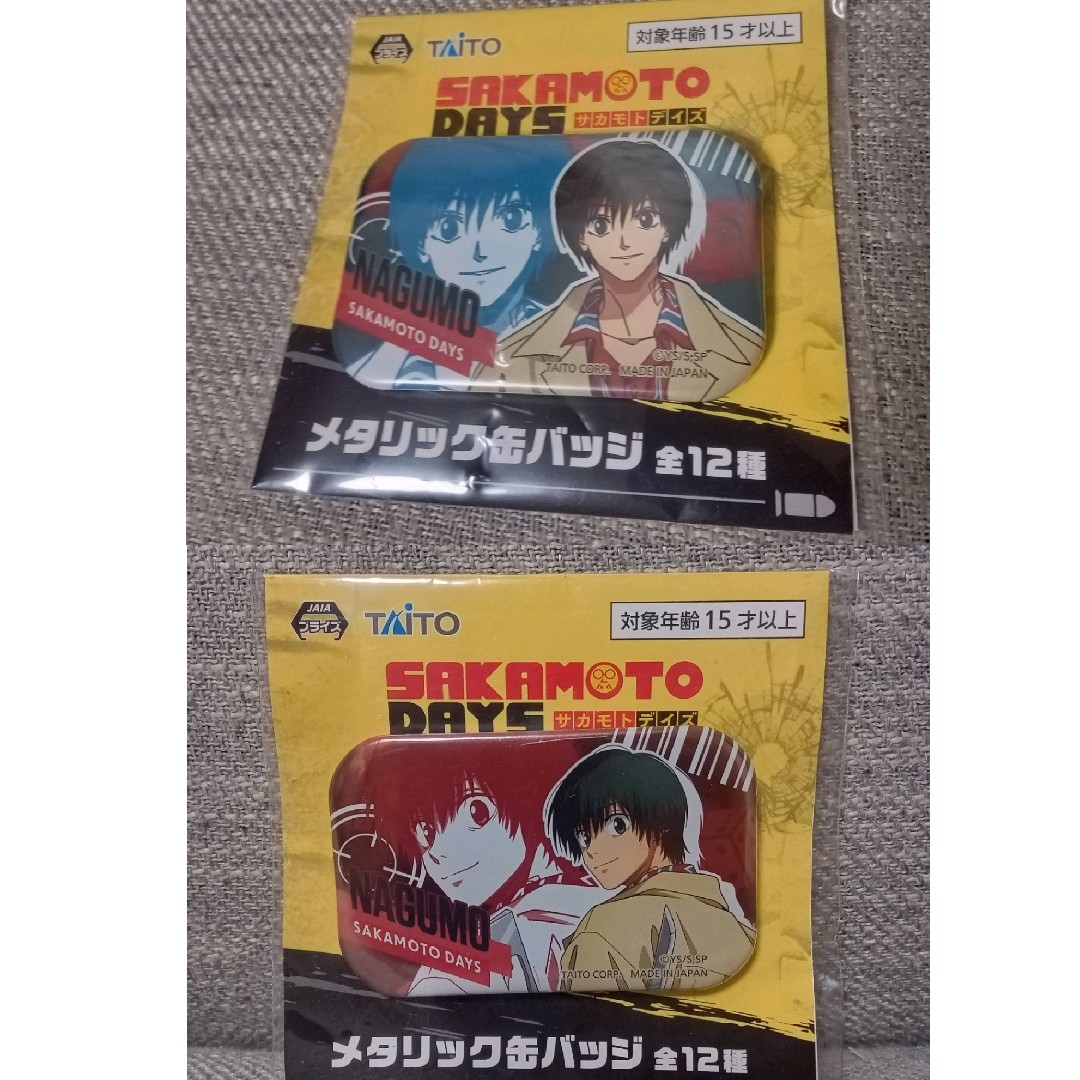 JAIA
プライズ
TAITO
対象年齢 15 才以上
SAKAMOTO
DAYS サカモトデイズ
NAGUMO
SAKAMOTO DAYS
©YS/S,SP
TAITO CORP. MADE IN JAPAN
メタリック缶バッジ 全12種
JAIA
プライズ
TAITO
対象年齢 15 才以上
SAKAMOTO
DAYS サカモトデイズ
NAGUMO
SAKAMOTO DAYS
©YS/S,SP
TAITO CORP. MADE IN JAPAN
メタリック缶バッジ 全12種